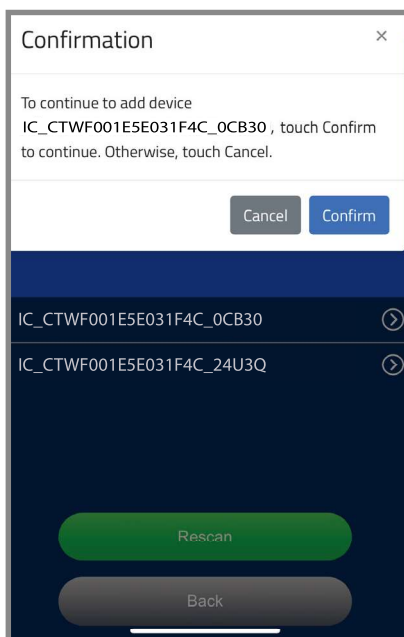 Confirmation ×
To continue to add device
IC_CTWF001E5E031F4C_0CB30 , touch Confirm
to continue. Otherwise, touch Cancel.
Cancel Confirm
IC_CTWF001E5E031F4C_0CB30
IC_CTWF001E5E031F4C_24U3Q
Rescan
Back